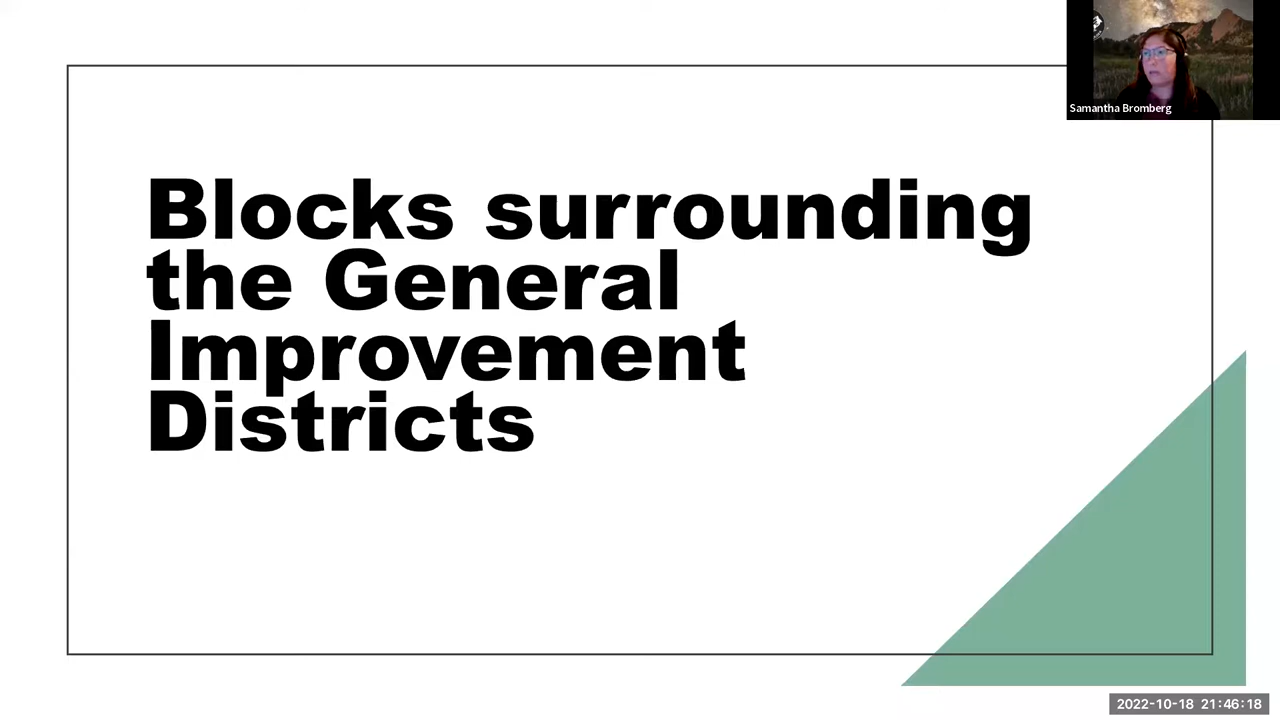 Samantha Bromberg
Blocks surrounding
the General
Improvement
Districts
2022-10-18 21:46:18